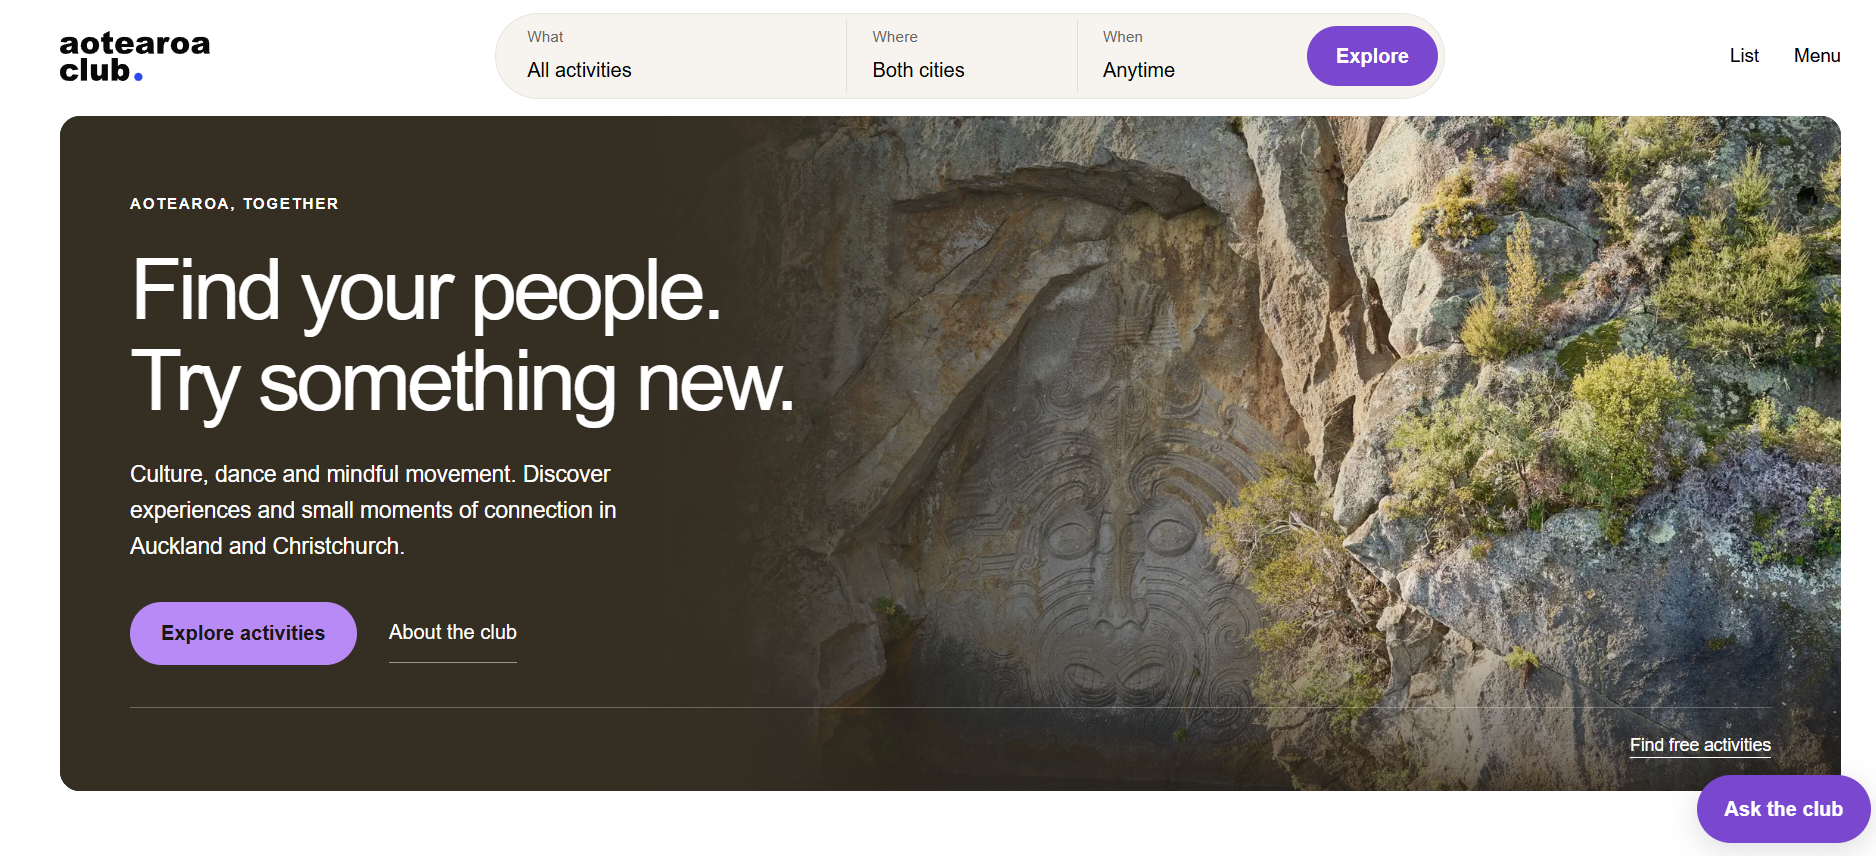 aotearoa
club.
What
All activities
Where
Both cities
When
Anytime
Explore
List
Menu
AOTEAROA, TOGETHER
Find your people.
Try something new.
Culture, dance and mindful movement. Discover
experiences and small moments of connection in
Auckland and Christchurch.
Explore activities
About the club
Find free activities
Ask the club